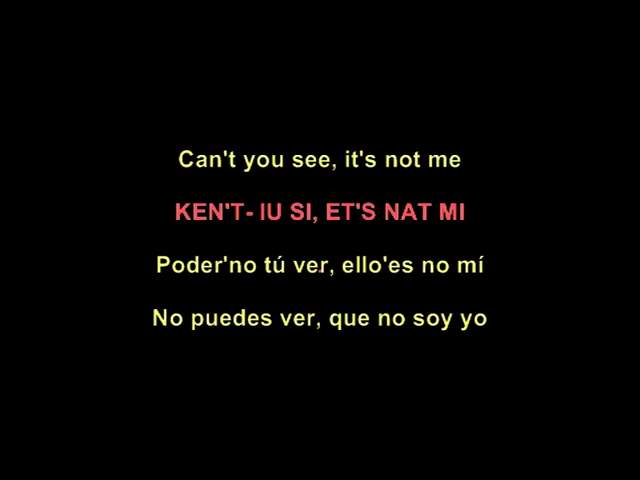 Can't you see, it's not me
KEN'T- IU SI, ET'S NAT MI
Poder'no tú ver, ello'es no mí
No puedes ver, que no soy yo